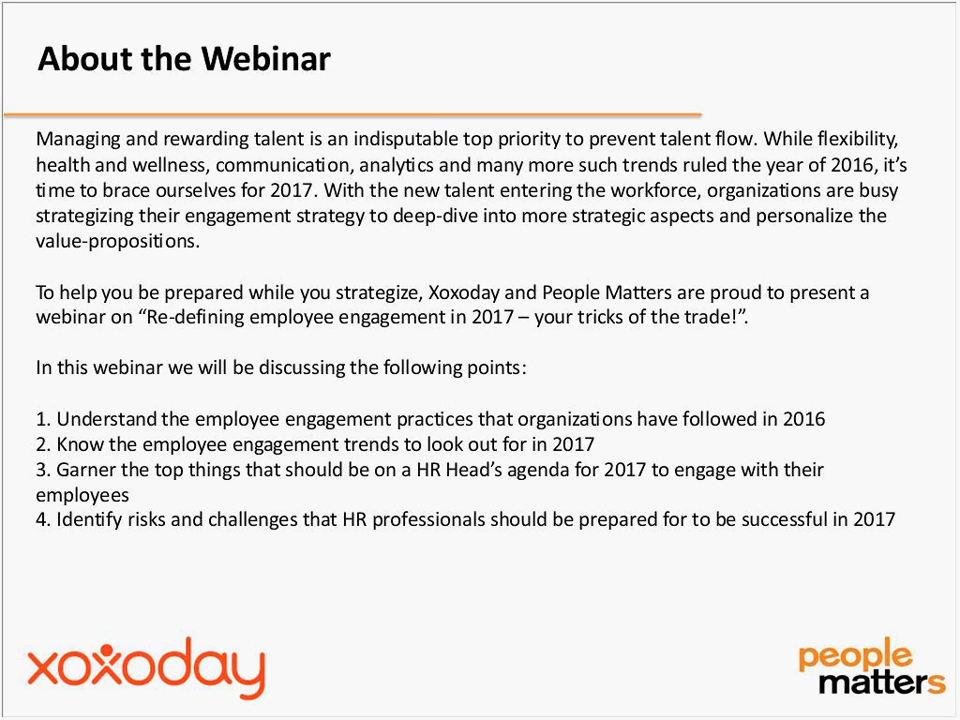 About the Webinar
Managing and rewarding talent is an indisputable top priority to prevent talent flow. While flexibility,
health and wellness, communication, analytics and many more such trends ruled the year of 2016, it’s
time to brace ourselves for 2017. With the new talent entering the workforce, organizations are busy
strategizing their engagement strategy to deep-dive into more strategic aspects and personalize the
value-propositions.
To help you be prepared while you strategize, Xoxoday and People Matters are proud to present a
webinar on “Re-defining employee engagement in 2017 – your tricks of the trade!”.
In this webinar we will be discussing the following points:
1. Understand the employee engagement practices that organizations have followed in 2016
2. Know the employee engagement trends to look out for in 2017
3. Garner the top things that should be on a HR Head’s agenda for 2017 to engage with their
employees
4. Identify risks and challenges that HR professionals should be prepared for to be successful in 2017
xoxoday
people
matters